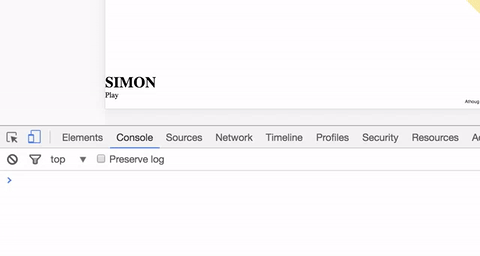 SIMON
Play
Althoug
Elements Console Sources Network Timeline Profiles Security Resources
top ▼ Preserve log
>